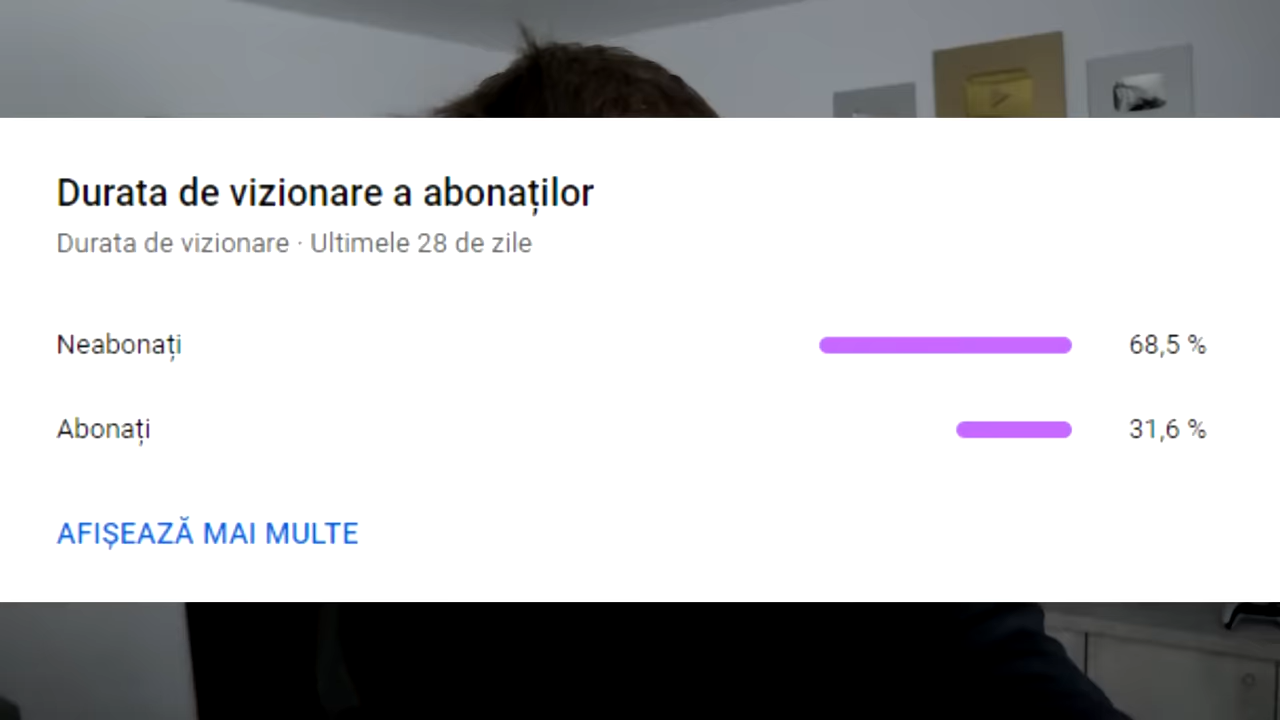 Durata de vizionare a abonaților
Durata de vizionare · Ultimele 28 de zile
Neabonați 68,5 %
Abonați 31,6 %
AFIȘEAZĂ MAI MULTE